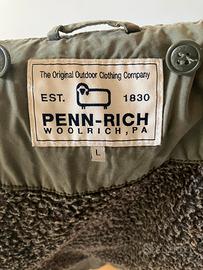 The Original Outdoor Clothing Company
EST. 1830
PENN-RICH
WOOLRICH, PA
L